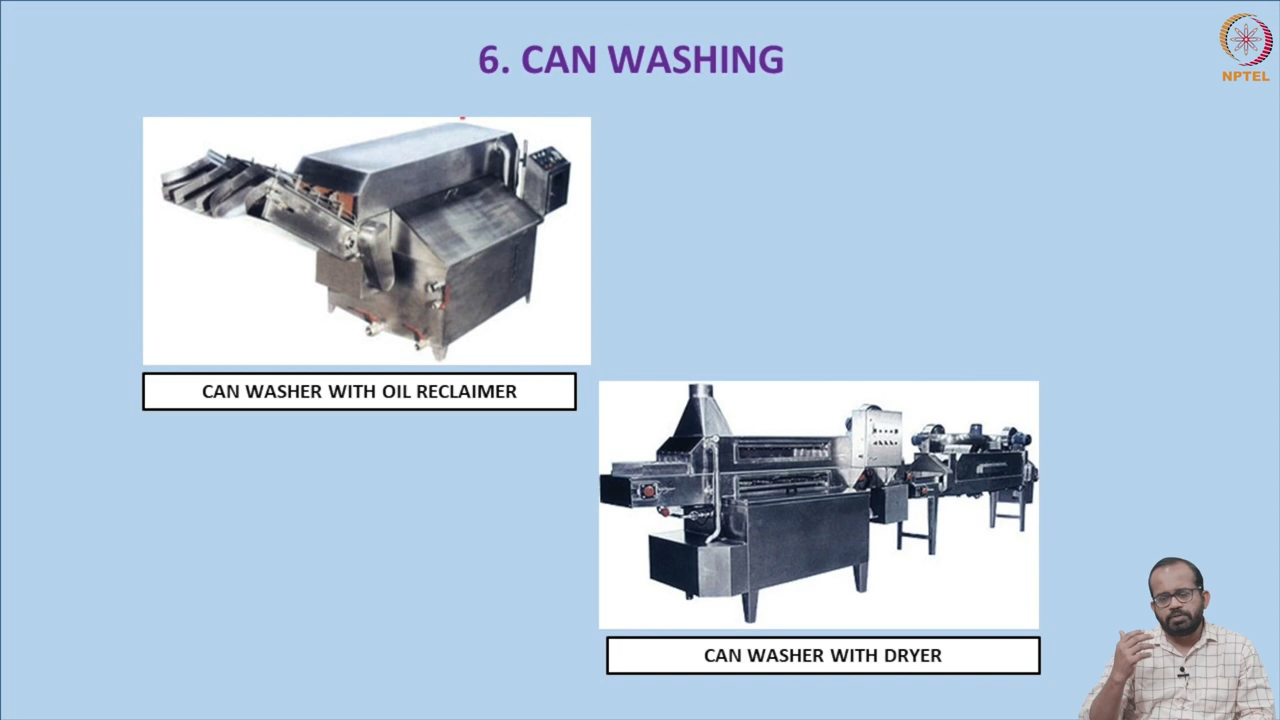 6. CAN WASHING
NPTEL
CAN WASHER WITH OIL RECLAIMER
CAN WASHER WITH DRYER